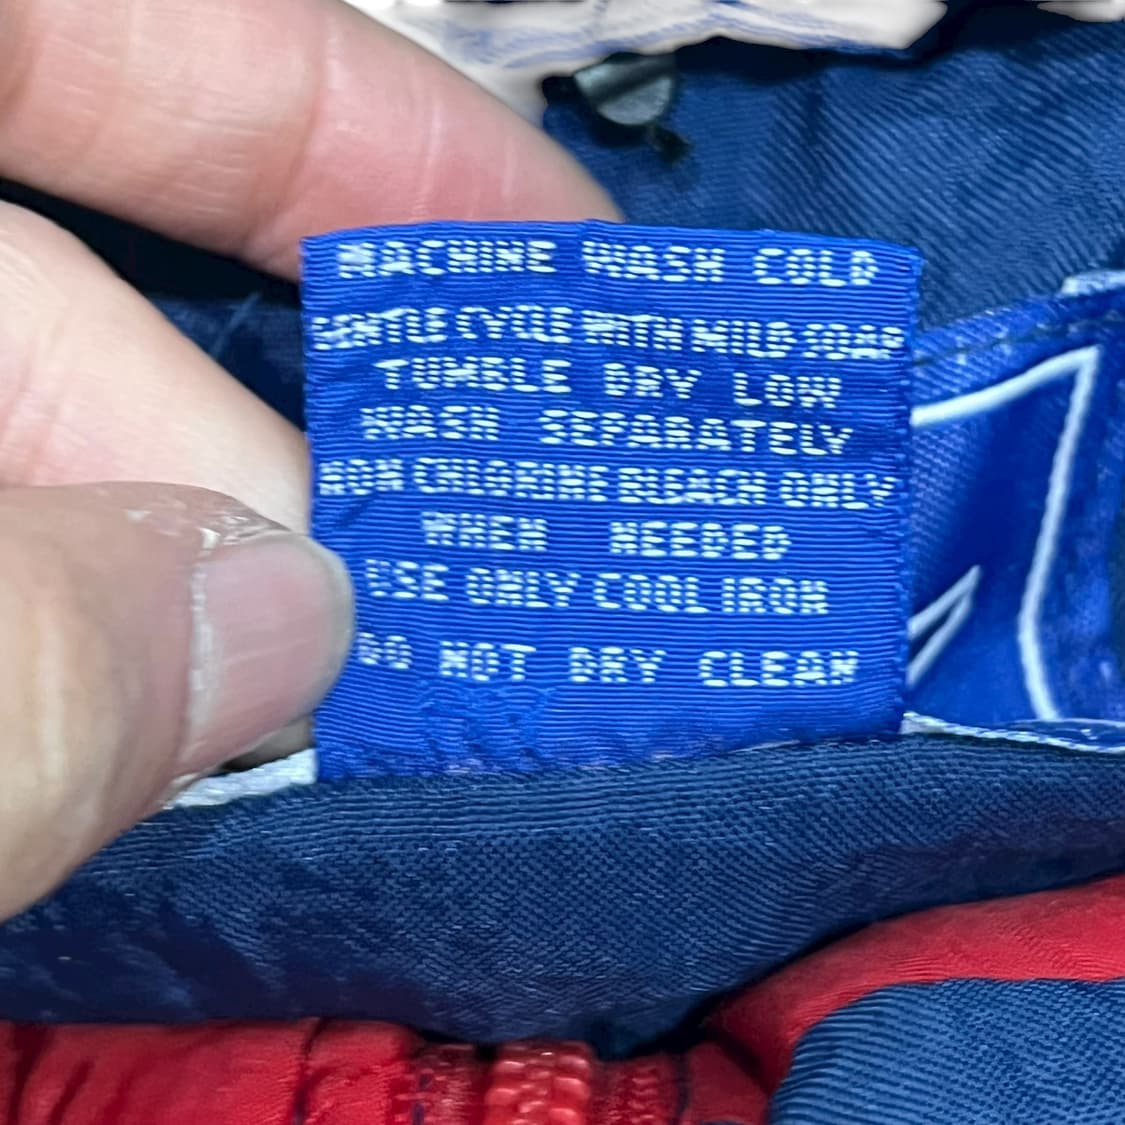 MACHINE WASH COLD
GENTLE CYCLE WITH MILD SOAP
TUMBLE DRY LOW
WASH SEPARATELY
NON CHLORINE BLEACH ONLY
WHEN NEEDED
USE ONLY COOL IRON
DO NOT DRY CLEAN